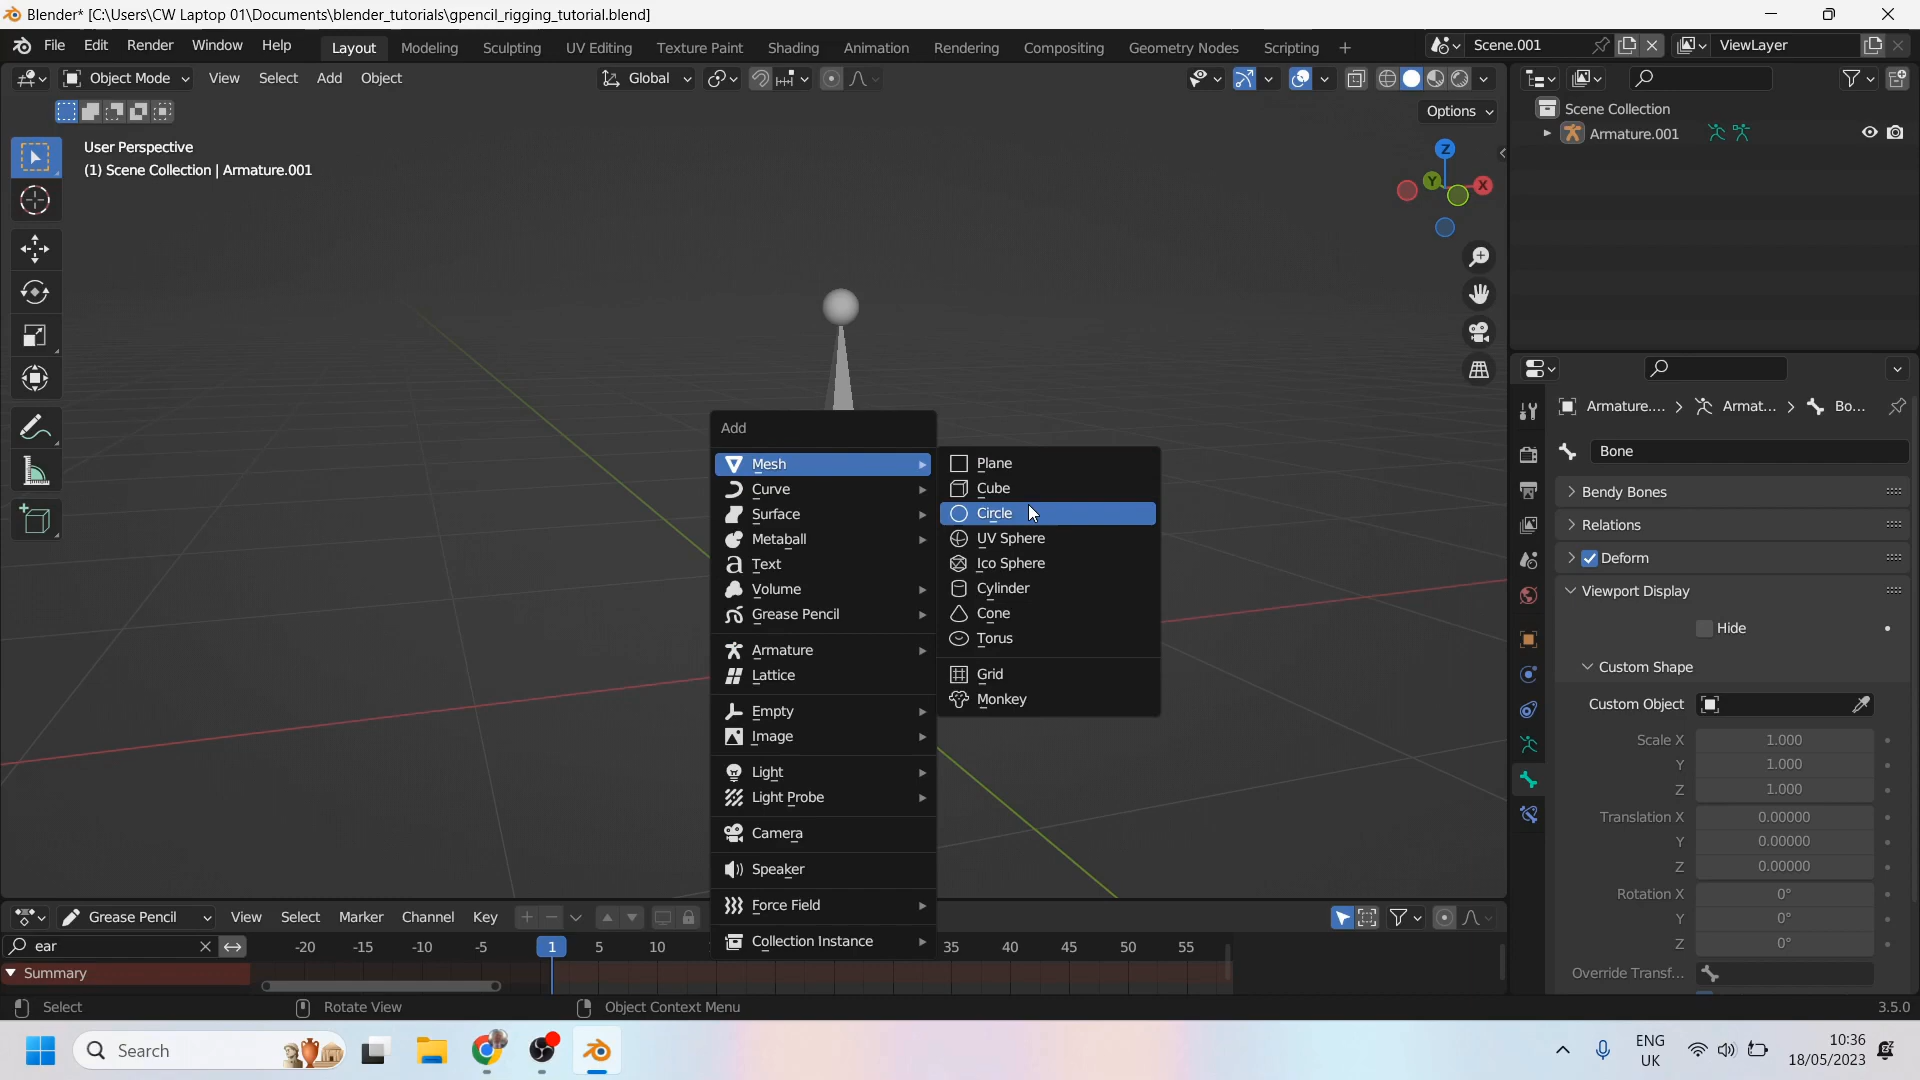 Blender* [C:\Users\CW Laptop 01\Documents\blender_tutorials\gpencil_rigging_tutorial.blend]
File Edit Render Window Help Layout Modeling Sculpting UV Editing Texture Paint Shading Animation Rendering Compositing Geometry Nodes Scripting + Scene.001 ViewLayer
Object Mode View Select Add Object Global
Options
User Perspective
(1) Scene Collection | Armature.001
Z
Y
X
Scene Collection
Armature.001
Armature.... Armat... Bo...
Bone
Bendy Bones
Relations
Deform
Viewport Display
Hide
Custom Shape
Custom Object
Scale X 1.000
Y 1.000
Z 1.000
Translation X 0.00000
Y 0.00000
Z 0.00000
Rotation X 0°
Y 0°
Z 0°
Override Transf...
Add
Mesh
Curve
Surface
Metaball
Text
Volume
Grease Pencil
Armature
Lattice
Empty
Image
Light
Light Probe
Camera
Speaker
Force Field
Collection Instance
Plane
Cube
Circle
UV Sphere
Ico Sphere
Cylinder
Cone
Torus
Grid
Monkey
Grease Pencil View Select Marker Channel Key
ear -20 -15 -10 -5 1 5 10 35 40 45 50 55
Summary
Select Rotate View Object Context Menu 3.5.0
Search ENG 10:36
UK 18/05/2023